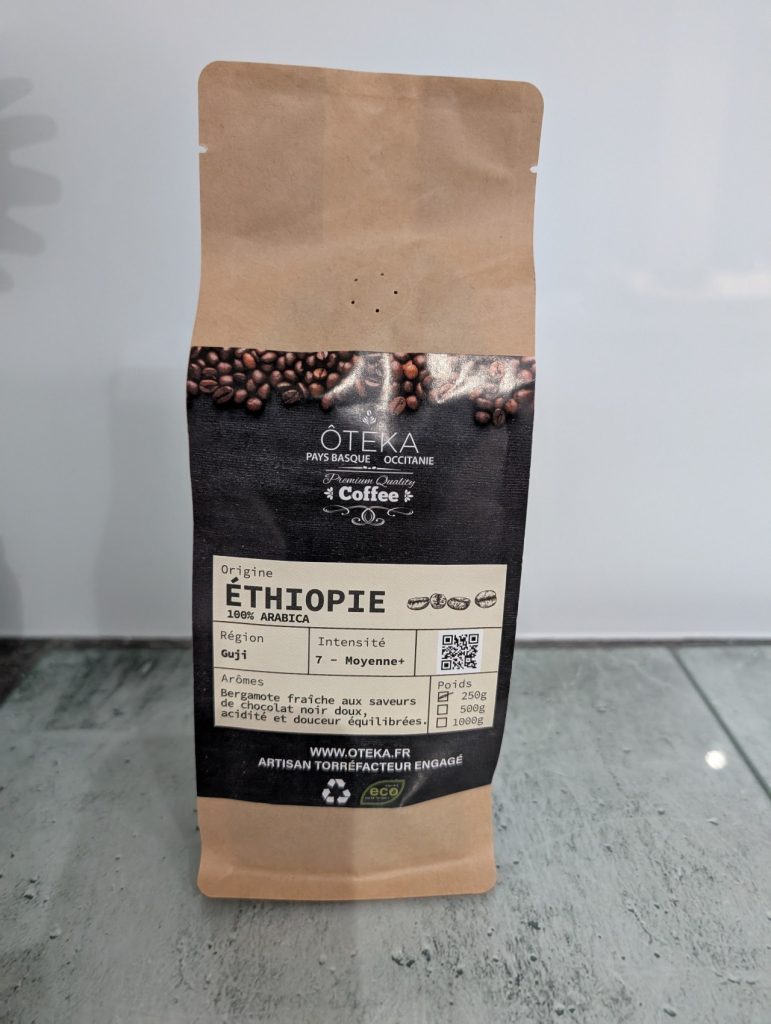 ÔTEKA
PAYS BASQUE OCCITANIE
Premium Quality
Coffee
Origine
ÉTHIOPIE
100% ARABICA
Région
Guji
Intensité
7 - Moyenne+
Arômes
Bergamote fraîche aux saveurs
de chocolat noir doux,
acidité et douceur équilibrées.
Poids
250g
500g
1000g
WWW.OTEKA.FR
ARTISAN TORRÉFACTEUR ENGAGÉ
eco